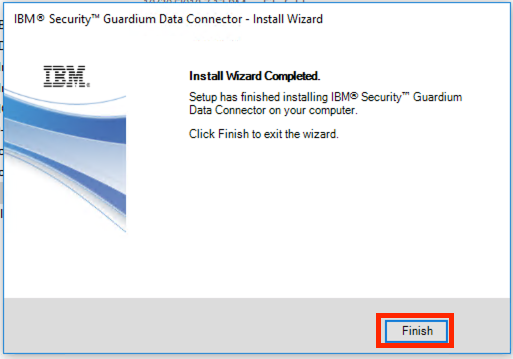 IBM® Security™ Guardium Data Connector - Install Wizard
IBM.
Install Wizard Completed.
Setup has finished installing IBM® Security™ Guardium
Data Connector on your computer.
Click Finish to exit the wizard.
Finish